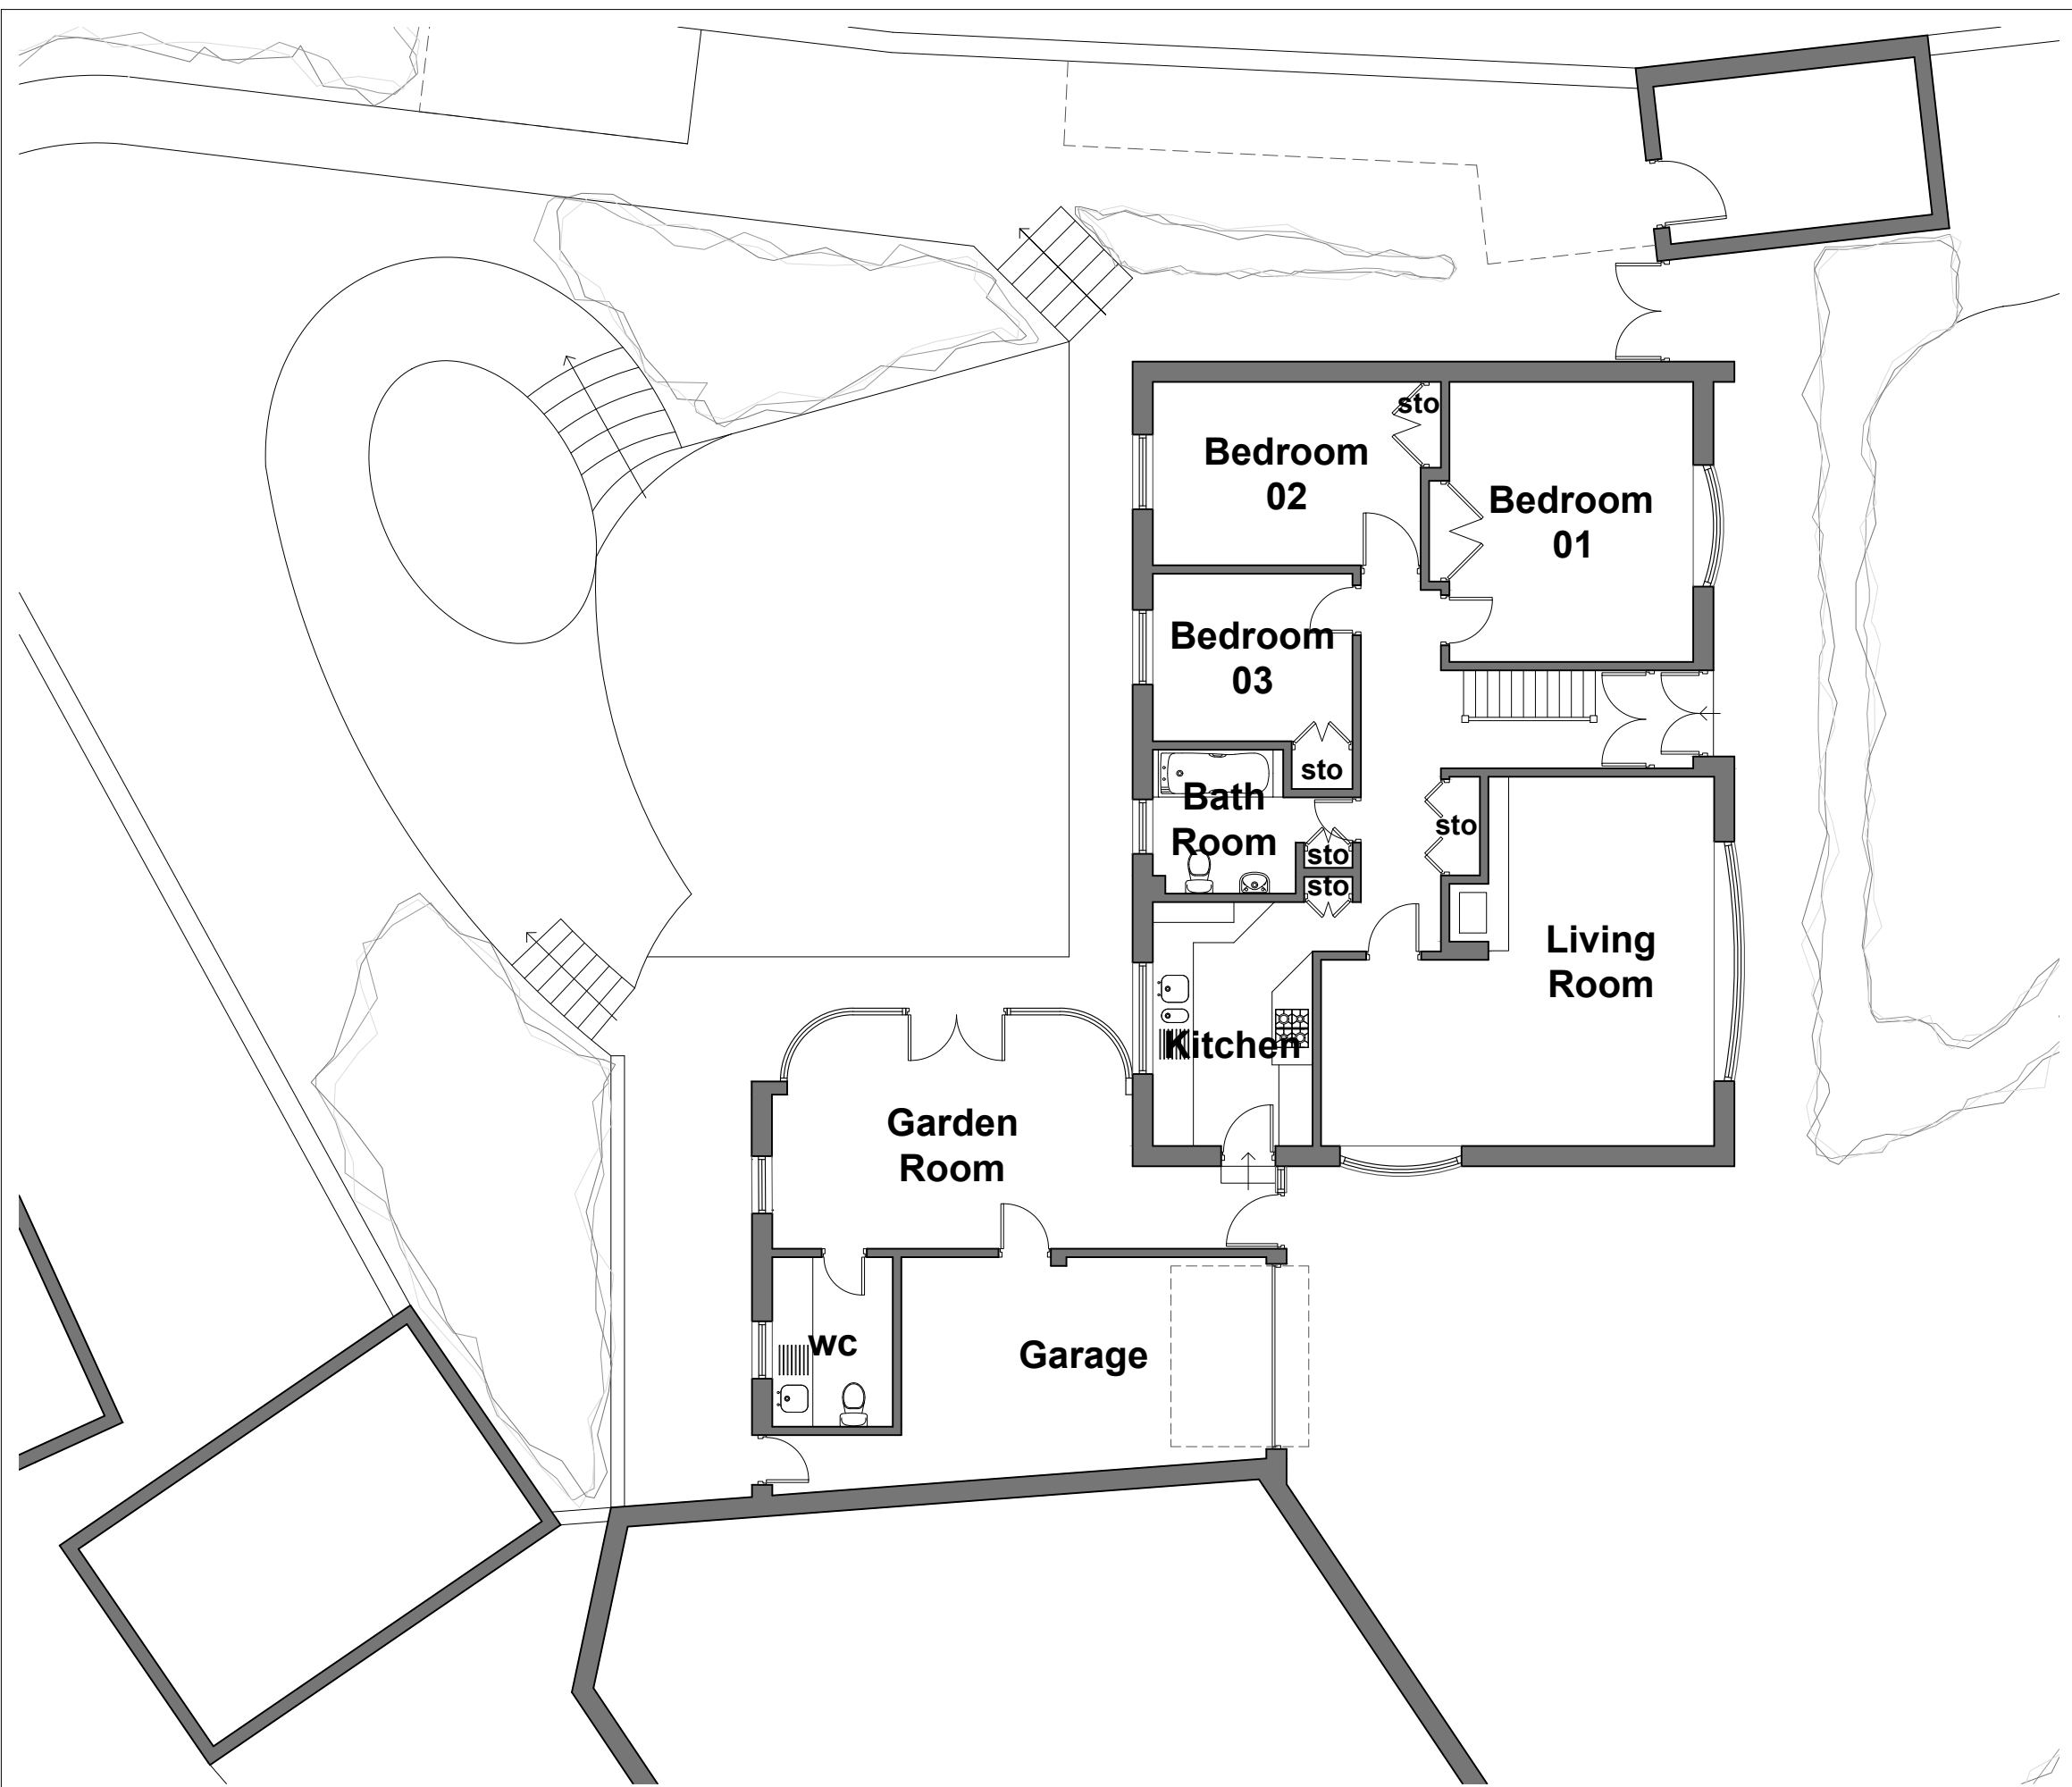 sto
Bedroom
02
Bedroom
01
Bedroom
03
sto
Bath
Room
sto
sto
sto
Living
Room
Kitchen
Garden
Room
wc
Garage